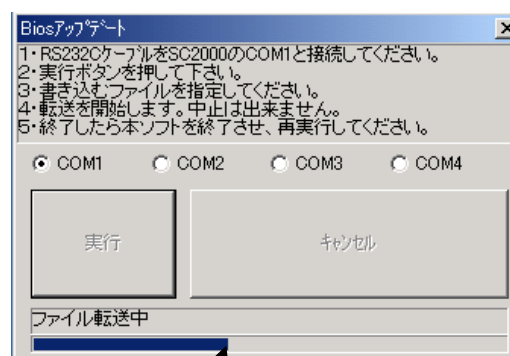 Biosｱｯﾌﾟﾃﾞｰﾄ
1・RS232CｹｰﾌﾞﾙをSC2000のCOM1と接続してください。
2・実行ボタンを押して下さい。
3・書き込むファイルを指定してください。
4・転送を開始します。中止は出来ません。
5・終了したら本ソフトを終了させ、再実行してください。
COM1 COM2 COM3 COM4
実行 ｷｬﾝｾﾙ
ファイル転送中